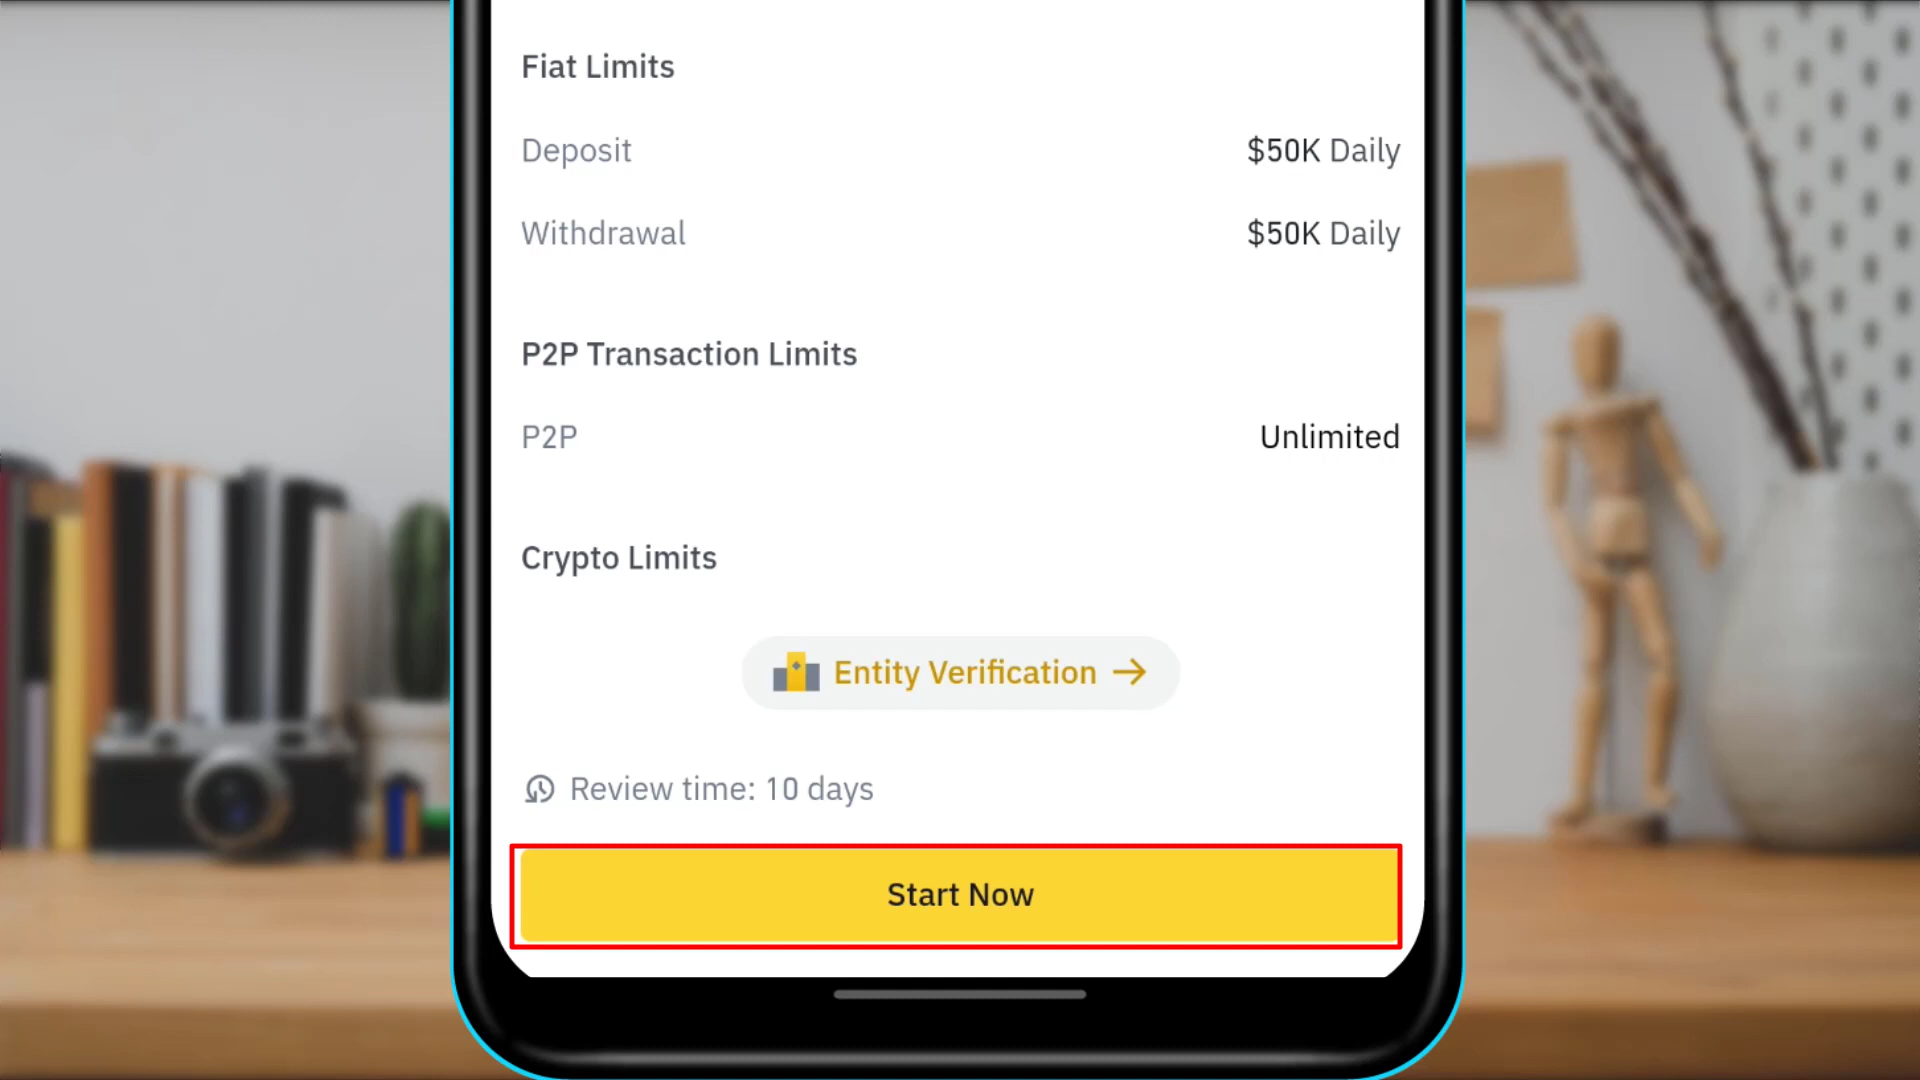 Fiat Limits
Deposit $50K Daily
Withdrawal $50K Daily
P2P Transaction Limits
P2P Unlimited
Crypto Limits
Entity Verification →
Review time: 10 days
Start Now